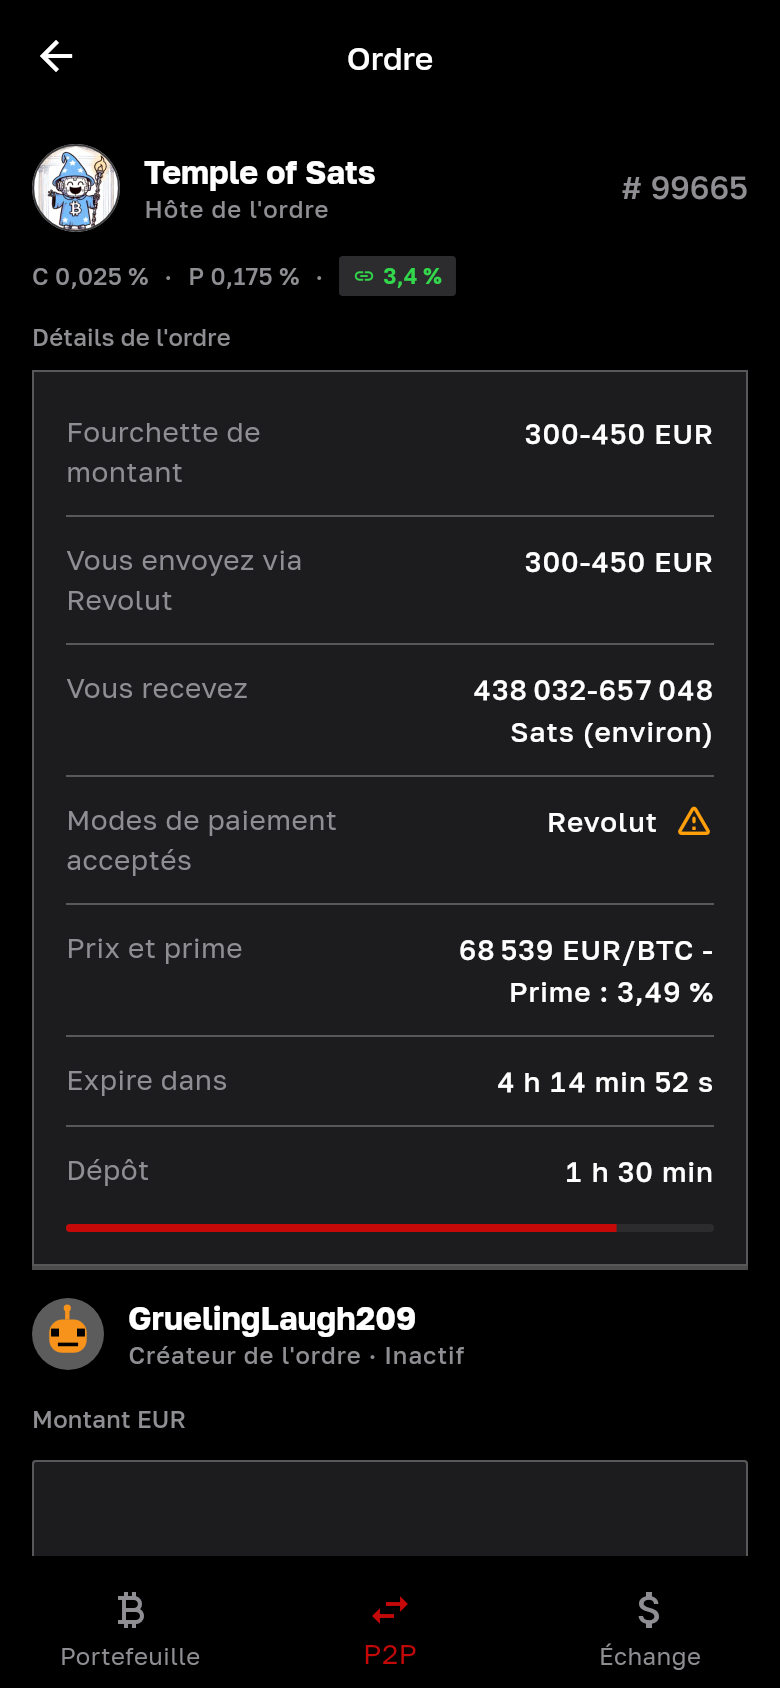 Ordre
Temple of Sats
Hôte de l'ordre
# 99665
C 0,025 % · P 0,175 % · 3,4 %
Détails de l'ordre
Fourchette de
montant
300-450 EUR
Vous envoyez via
Revolut
300-450 EUR
Vous recevez
438 032-657 048
Sats (environ)
Modes de paiement
acceptés
Revolut
Prix et prime
68 539 EUR/BTC -
Prime : 3,49 %
Expire dans
4 h 14 min 52 s
Dépôt
1 h 30 min
GruelingLaugh209
Créateur de l'ordre · Inactif
Montant EUR
Portefeuille
P2P
Échange